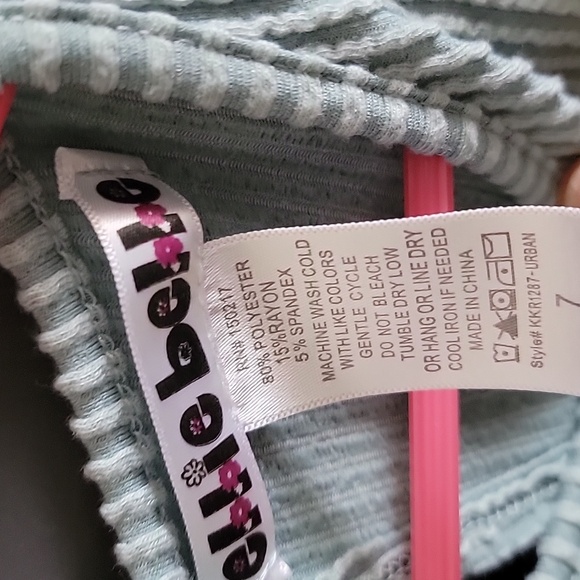 ellie belle
RN# 150217
80% POLYESTER
15%RAYON
5% SPANDEX
MACHINE WASH COLD
WITH LIKE COLORS
GENTLE CYCLE
DO NOT BLEACH
TUMBLE DRY LOW
OR HANG OR LINE DRY
COOL IRON IF NEEDED
MADE IN CHINA
Style# KKR1287-URBAN
7